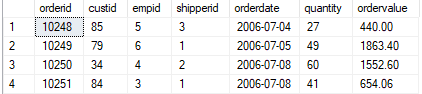 orderid custid empid shipperid orderdate quantity ordervalue
1 10248 85 5 3 2006-07-04 27 440.00
2 10249 79 6 1 2006-07-05 49 1863.40
3 10250 34 4 2 2006-07-08 60 1552.60
4 10251 84 3 1 2006-07-08 41 654.06